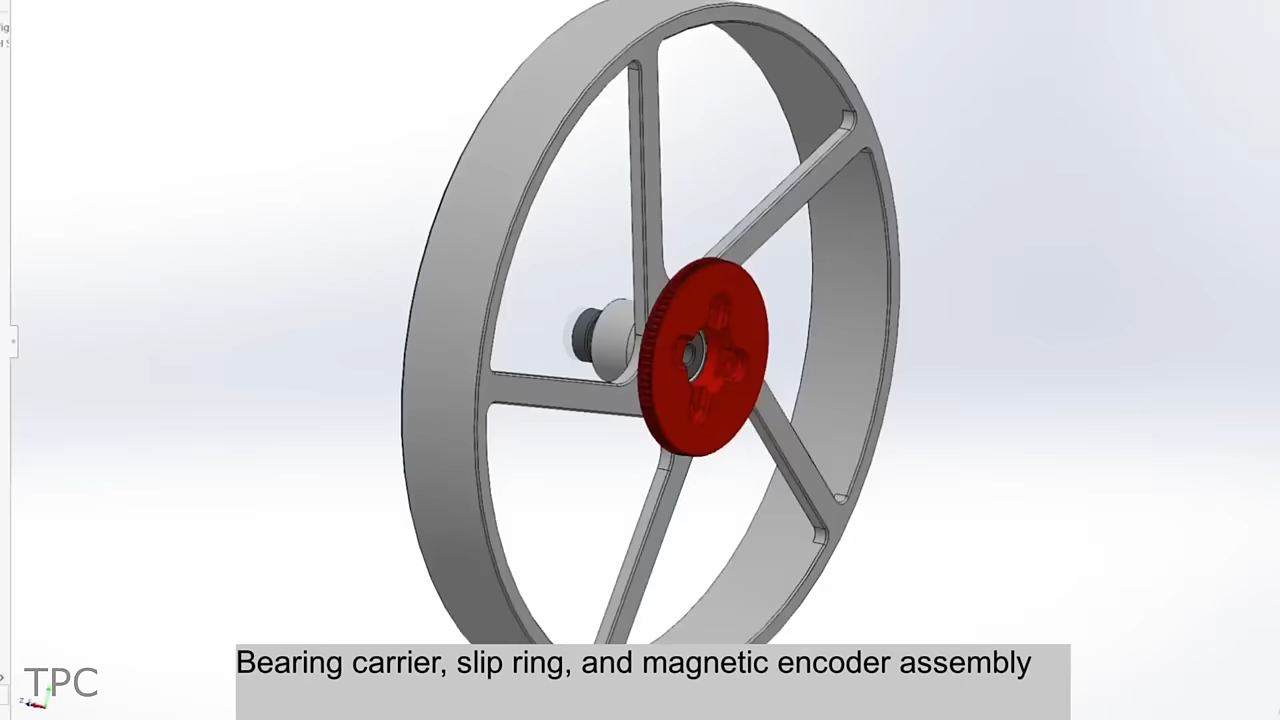 Bearing carrier, slip ring, and magnetic encoder assembly
TPC